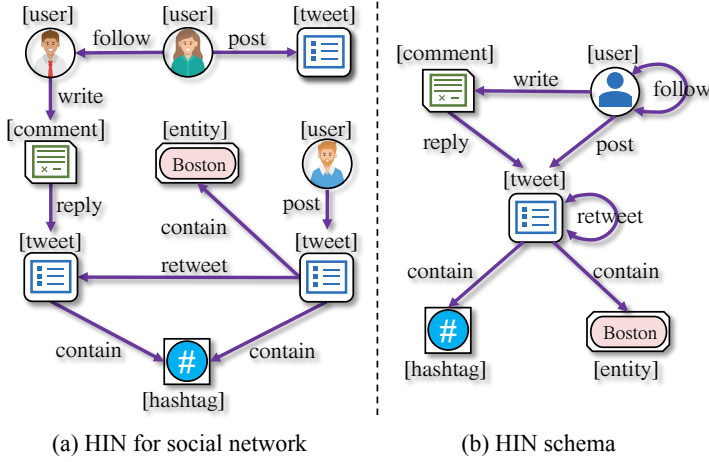 [user] [user] [tweet]
follow post
write
[comment] [entity] [user]
Boston
reply contain post
[tweet] [tweet]
retweet
contain contain
#
[hashtag]
(a) HIN for social network
[comment] [user]
write follow
reply post
[tweet]
retweet
contain contain
# Boston
[hashtag] [entity]
(b) HIN schema